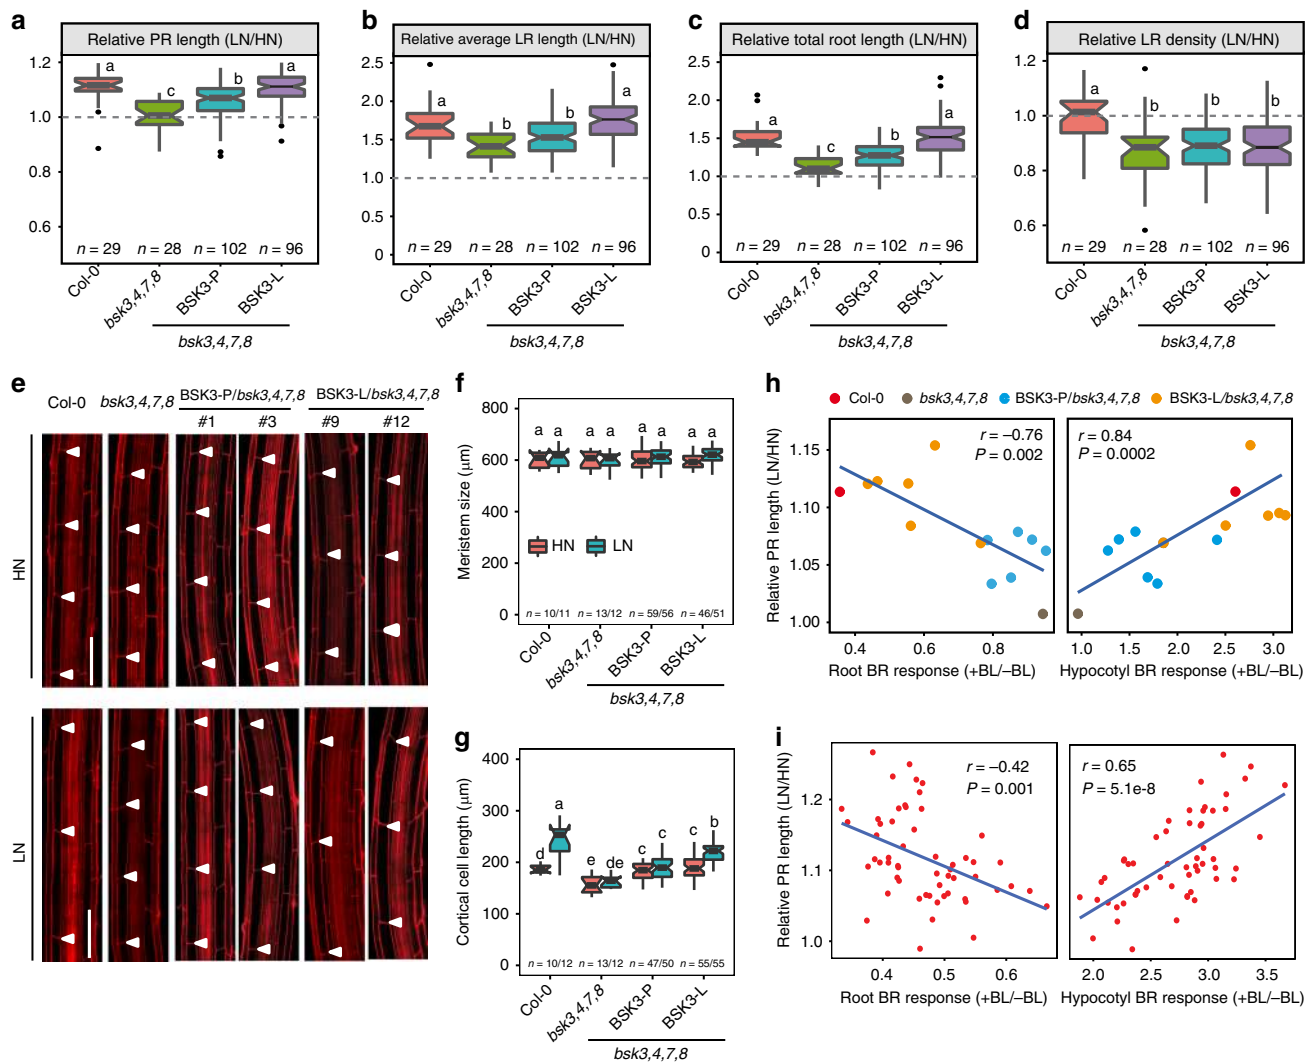 a
Relative PR length (LN/HN)
1.2
1.0
0.8
0.6
a
c
b
a
n = 29
n = 28
n = 102
n = 96
Col-0
bsk3,4,7,8
BSK3-P
BSK3-L
bsk3,4,7,8
b
Relative average LR length (LN/HN)
2.5
2.0
1.5
1.0
0.5
0
a
b
b
a
n = 29
n = 28
n = 102
n = 96
Col-0
bsk3,4,7,8
BSK3-P
BSK3-L
bsk3,4,7,8
c
Relative total root length (LN/HN)
2.5
2.0
1.5
1.0
0.5
0
a
c
b
a
n = 29
n = 28
n = 102
n = 96
Col-0
bsk3,4,7,8
BSK3-P
BSK3-L
bsk3,4,7,8
d
Relative LR density (LN/HN)
1.2
1.0
0.8
0.6
a
b
b
b
n = 29
n = 28
n = 102
n = 96
Col-0
bsk3,4,7,8
BSK3-P
BSK3-L
bsk3,4,7,8
e
Col-0
bsk3,4,7,8
BSK3-P/bsk3,4,7,8
BSK3-L/bsk3,4,7,8
#1
#3
#9
#12
HN
LN
f
Meristem size (μm)
800
600
400
200
0
a a a a a a a a
HN
LN
n = 10/11
n = 13/12
n = 59/56
n = 46/51
Col-0
bsk3,4,7,8
BSK3-P
BSK3-L
bsk3,4,7,8
g
Cortical cell length (μm)
400
300
200
100
0
d a e de c c c b
n = 10/12
n = 13/12
n = 47/50
n = 55/55
Col-0
bsk3,4,7,8
BSK3-P
BSK3-L
bsk3,4,7,8
h
Col-0
bsk3,4,7,8
BSK3-P/bsk3,4,7,8
BSK3-L/bsk3,4,7,8
Relative PR length (LN/HN)
1.15
1.10
1.05
1.00
r = –0.76
P = 0.002
0.4 0.6 0.8
Root BR response (+BL/–BL)
r = 0.84
P = 0.0002
1.0 1.5 2.0 2.5 3.0
Hypocotyl BR response (+BL/–BL)
i
Relative PR length (LN/HN)
1.2
1.1
1.0
r = –0.42
P = 0.001
0.4 0.5 0.6
Root BR response (+BL/–BL)
r = 0.65
P = 5.1e-8
2.0 2.5 3.0 3.5
Hypocotyl BR response (+BL/–BL)